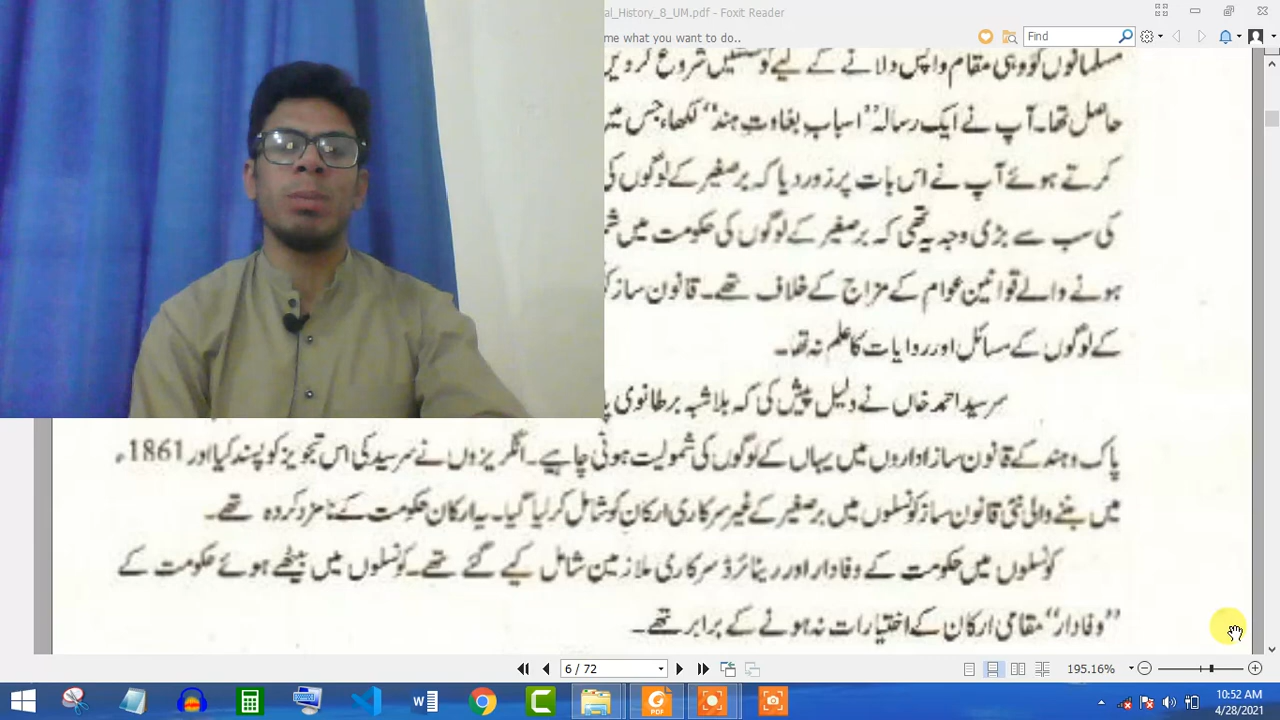 al_History_8_UM.pdf - Foxit Reader
me what you want to do..
Find
مسلمانوں کو وہی مقام واپس دلانے کے لیے کوششیں شروع کر دیں
حاصل تھا۔ آپ نے ایک رسالہ ”اسباب بغاوتِ ہند“ لکھا، جس میں
کرتے ہوئے آپ نے اس بات پر زور دیا کہ برصغیر کے لوگوں کی
کی سب سے بڑی وجہ یہ تھی کہ برصغیر کے لوگوں کی حکومت میں
ہونے والے قوانین عوام کے مزاج کے خلاف تھے۔ قانون ساز
کے لوگوں کے مسائل اور روایات کا علم نہ تھا۔
سرسید احمد خاں نے دلیل پیش کی کہ بلاشبہ برطانوی
پاک و ہند کے قانون ساز اداروں میں یہاں کے لوگوں کی شمولیت ہونی چاہیے۔ انگریزوں نے سرسید کی اس تجویز کو پسند کیا اور 1861ء
میں بننے والی نئی قانون ساز کونسلوں میں برصغیر کے غیر سرکاری ارکان کو شامل کر لیا گیا۔ یہ ارکان حکومت کے نامزد کردہ تھے۔
کونسلوں میں حکومت کے وفادار اور ریٹائرڈ سرکاری ملازمین شامل کیے گئے تھے۔ کونسلوں میں بیٹھے ہوئے حکومت کے
”وفادار“ مقامی ارکان کے اختیارات نہ ہونے کے برابر تھے۔
6 / 72
195.16%
10:52 AM
4/28/2021